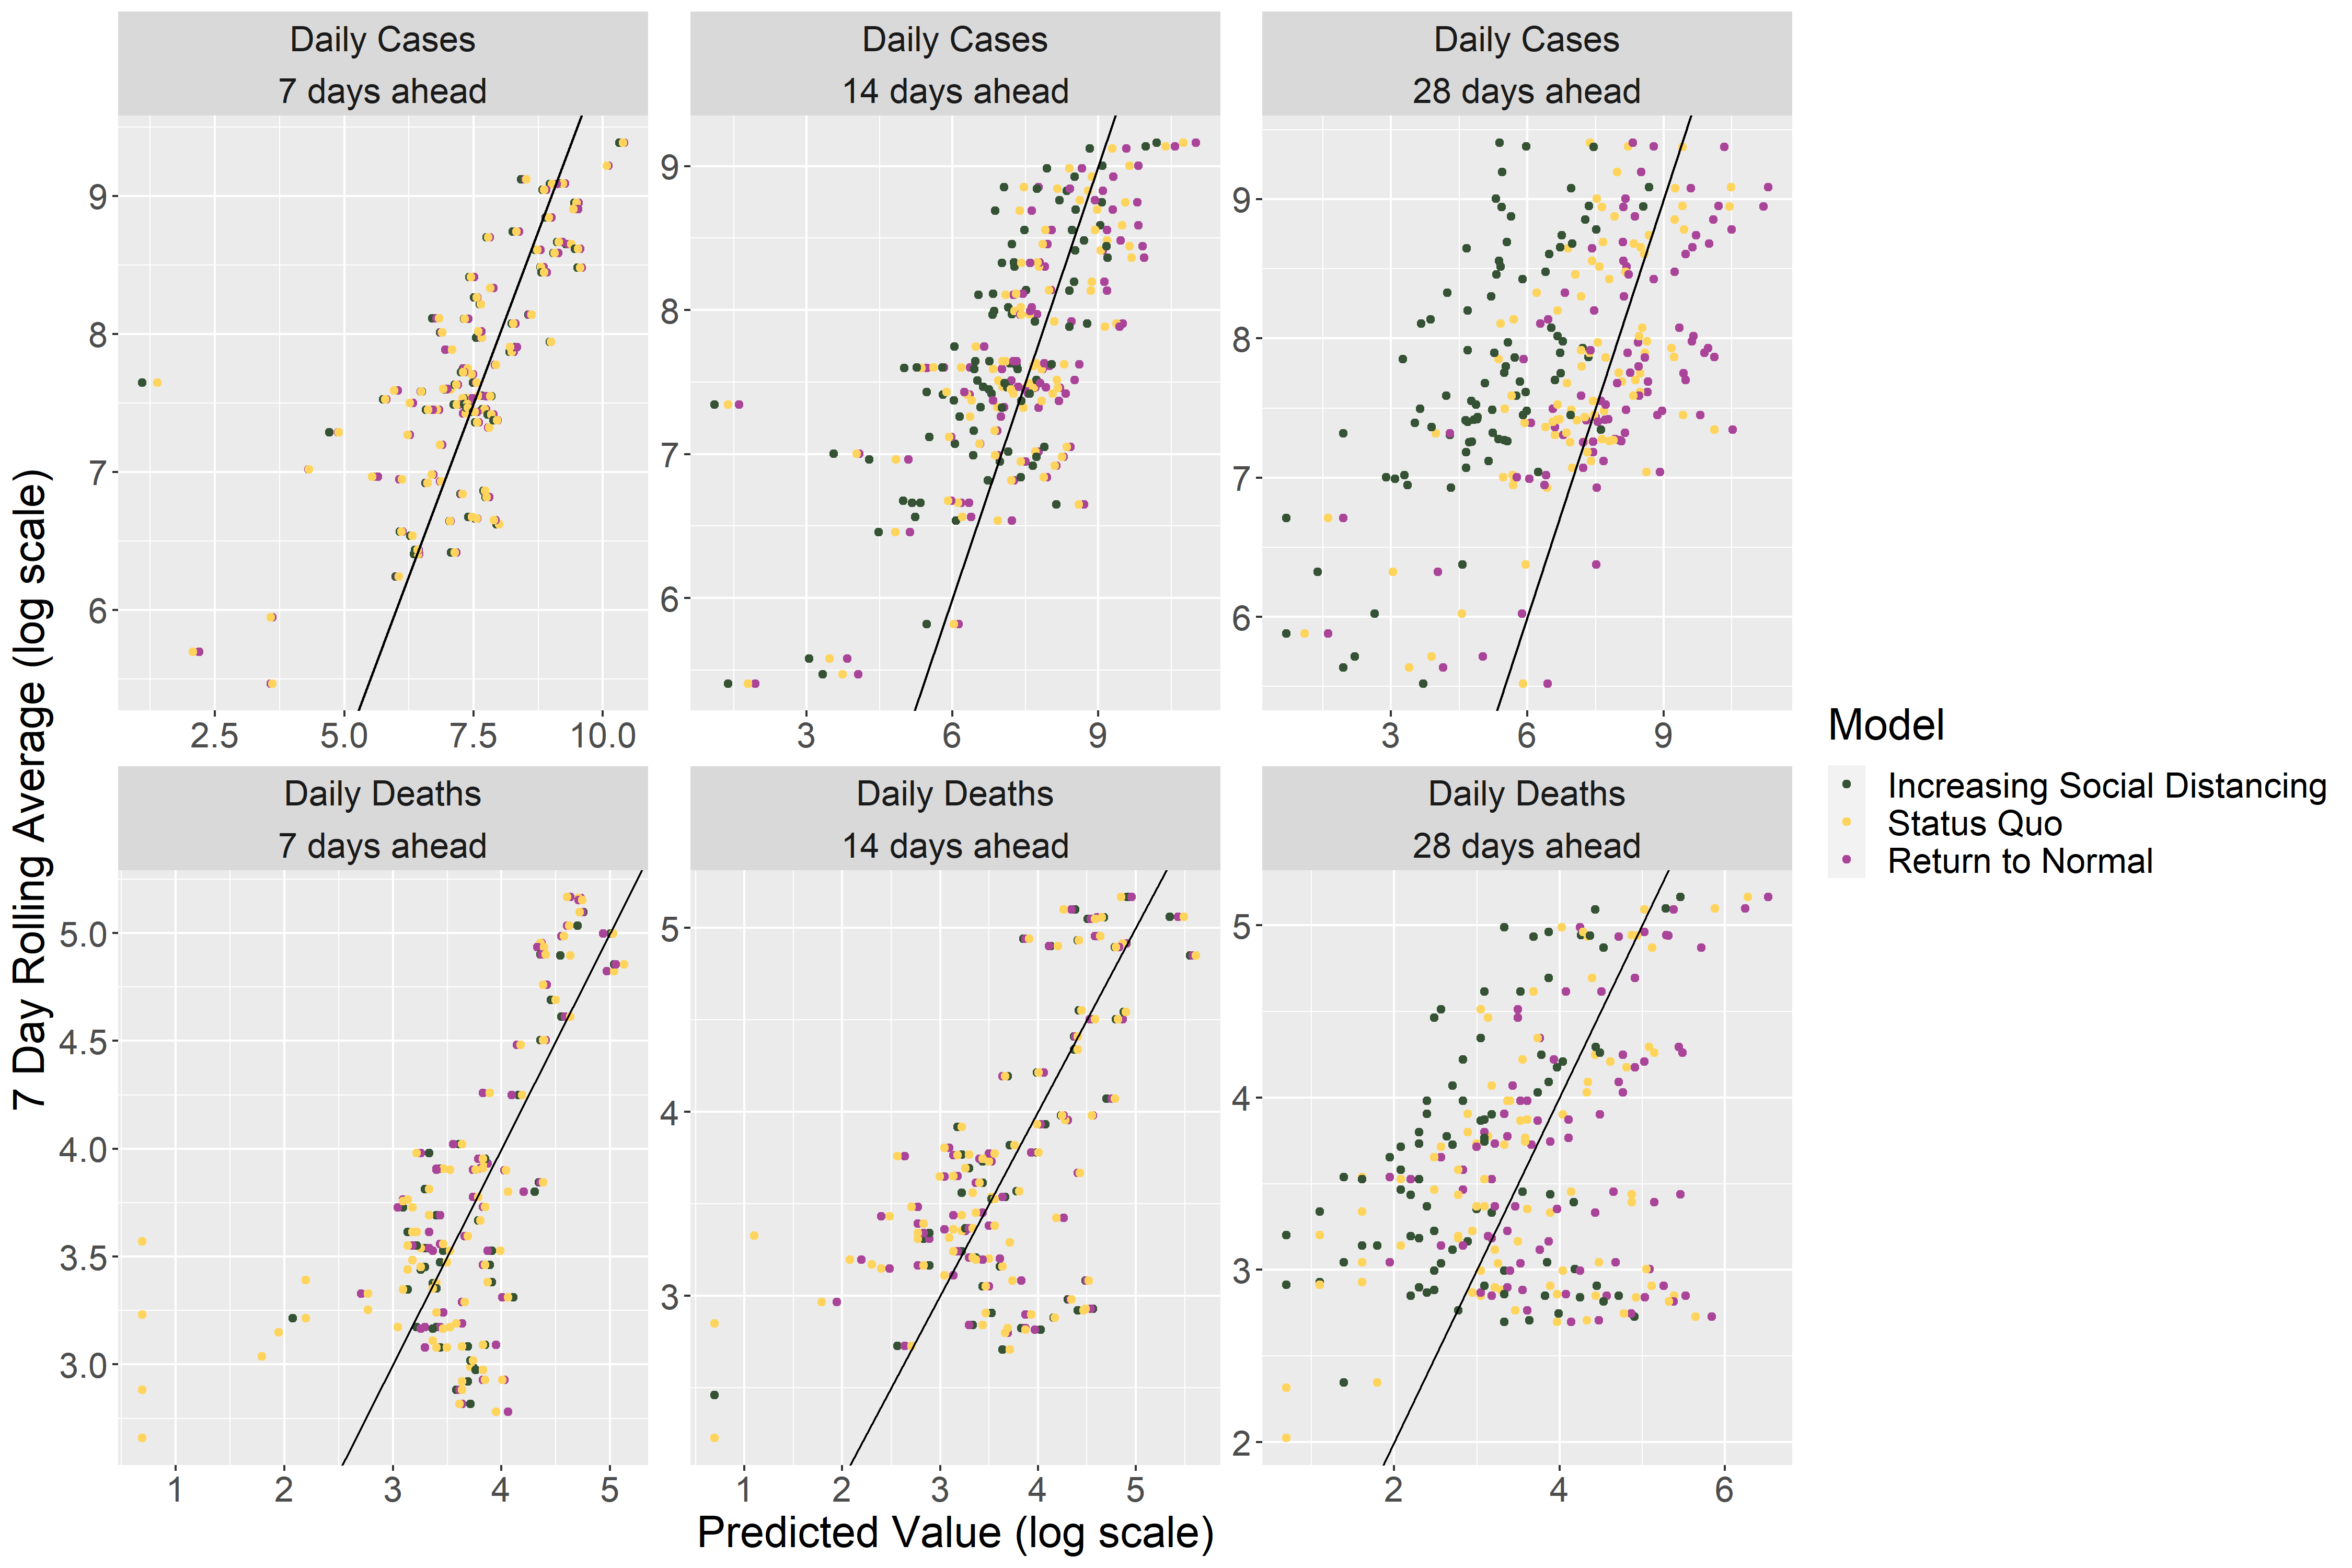 Daily Cases
7 days ahead
Daily Cases
14 days ahead
Daily Cases
28 days ahead
9
8
7
6
2.5 5.0 7.5 10.0
9
8
7
6
3 6 9
9
8
7
6
3 6 9
Daily Deaths
7 days ahead
Daily Deaths
14 days ahead
Daily Deaths
28 days ahead
5.0
4.5
4.0
3.5
3.0
1 2 3 4 5
5
4
3
1 2 3 4 5
5
4
3
2
2 4 6
7 Day Rolling Average (log scale)
Predicted Value (log scale)
Model
Increasing Social Distancing
Status Quo
Return to Normal